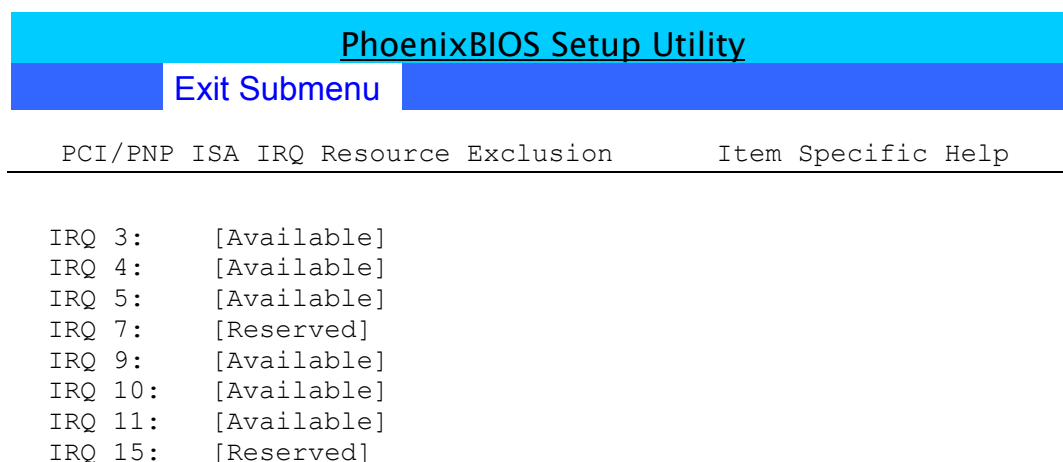 PhoenixBIOS Setup Utility
Exit Submenu
PCI/PNP ISA IRQ Resource Exclusion Item Specific Help
IRQ 3: [Available]
IRQ 4: [Available]
IRQ 5: [Available]
IRQ 7: [Reserved]
IRQ 9: [Available]
IRQ 10: [Available]
IRQ 11: [Available]
IRQ 15: [Reserved]